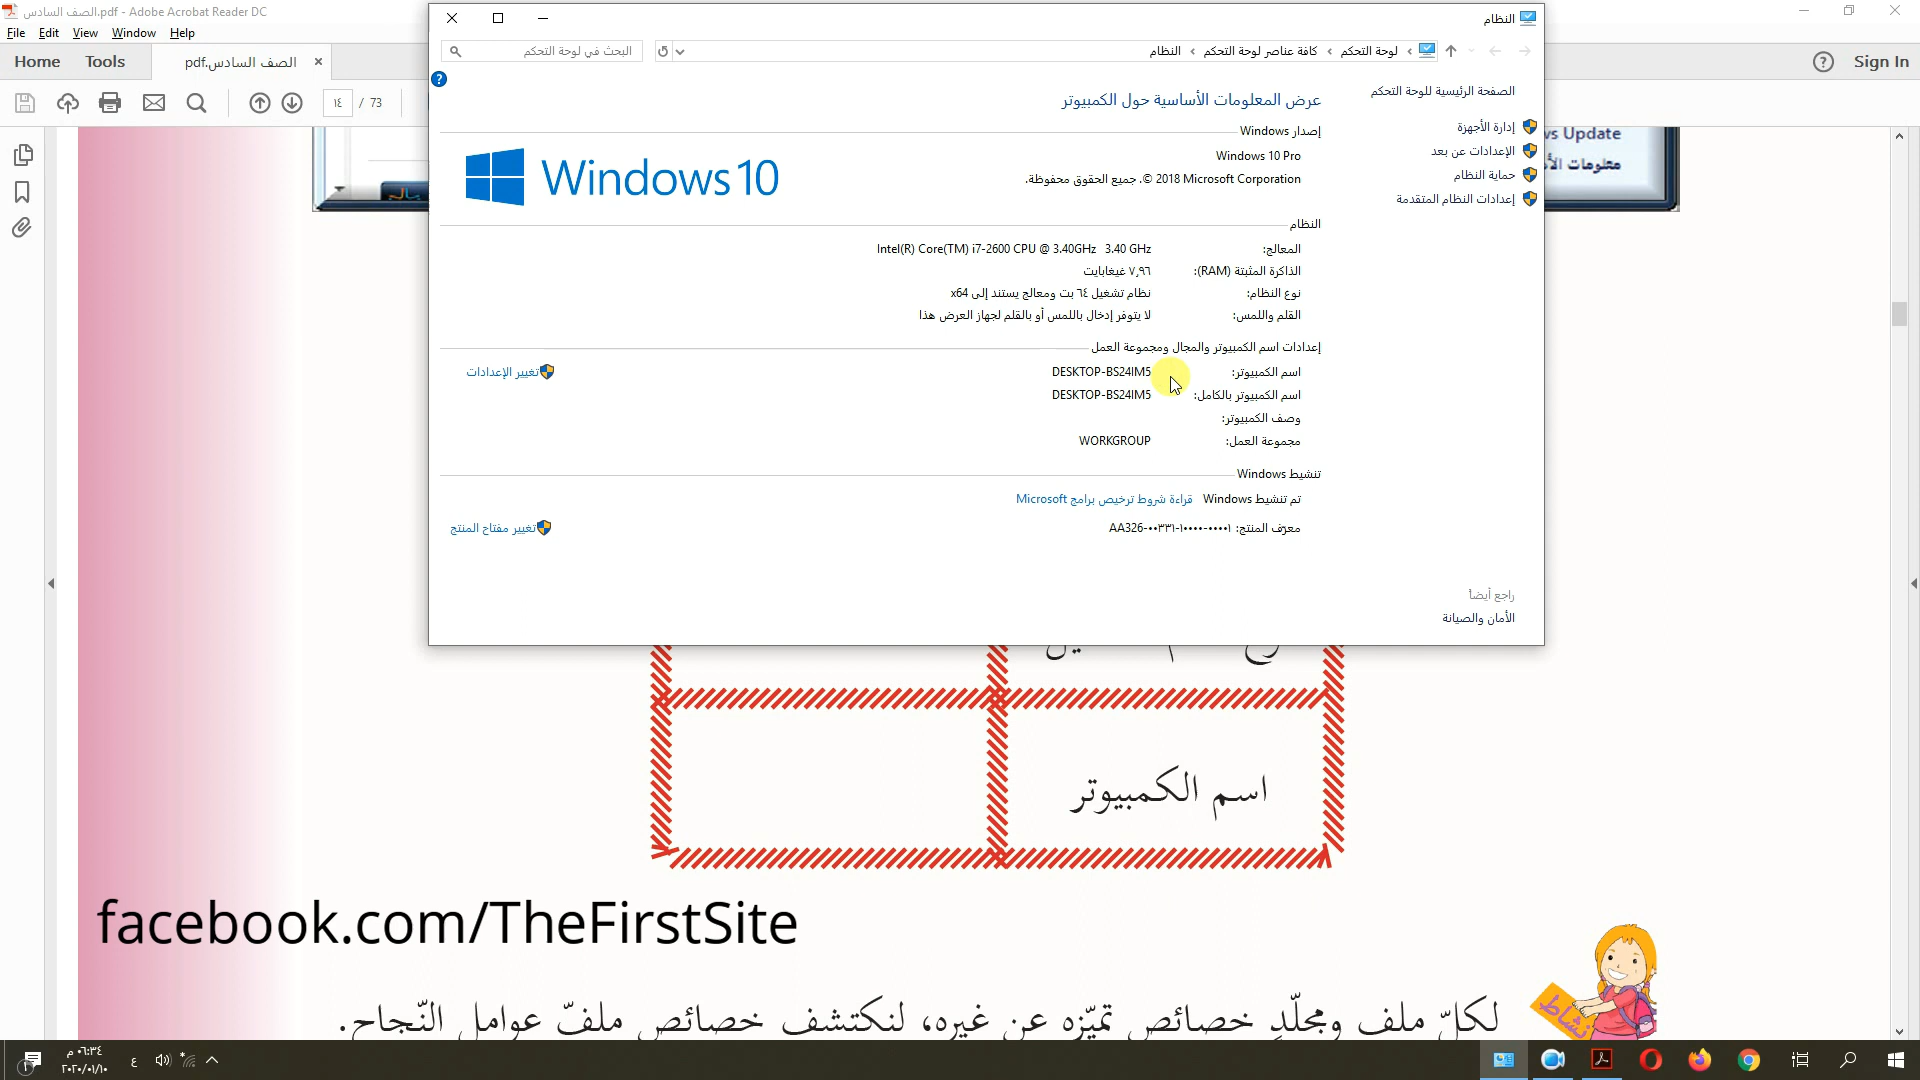 الصف السادس.pdf - Adobe Acrobat Reader DC
File Edit View Window Help
Home Tools الصف السادس.pdf
Sign In
١٤ / 73
النظام
لوحة التحكم › كافة عناصر لوحة التحكم › النظام
البحث في لوحة التحكم
الصفحة الرئيسية للوحة التحكم
إدارة الأجهزة
الإعدادات عن بعد
حماية النظام
إعدادات النظام المتقدمة
عرض المعلومات الأساسية حول الكمبيوتر
إصدار Windows
Windows 10 Pro
© 2018 Microsoft Corporation. جميع الحقوق محفوظة.
Windows 10
النظام
المعالج: Intel(R) Core(TM) i7-2600 CPU @ 3.40GHz 3.40 GHz
الذاكرة المثبتة (RAM): ٧,٩٦ غيغابايت
نوع النظام: نظام تشغيل ٦٤ بت ومعالج يستند إلى x64
القلم واللمس: لا يتوفر إدخال باللمس أو بالقلم لجهاز العرض هذا
إعدادات اسم الكمبيوتر والمجال ومجموعة العمل
اسم الكمبيوتر: DESKTOP-BS24IM5 تغيير الإعدادات
اسم الكمبيوتر بالكامل: DESKTOP-BS24IM5
وصف الكمبيوتر:
مجموعة العمل: WORKGROUP
تنشيط Windows
تم تنشيط Windows قراءة شروط ترخيص برامج Microsoft
معرّف المنتج: AA326-٠٠٣٣١-١٠٠٠٠-٠٠٠٠١ تغيير مفتاح المنتج
راجع أيضاً
الأمان والصيانة
Update
معلومات
اسم الكمبيوتر
facebook.com/TheFirstSite
نشاط
لكلّ ملف ومجلّدٍ خصائص تميّزه عن غيره، لنكتشف خصائص ملفّ عوامل النّجاح.
٠٦:٣٤ م
٢٠٢٠/٠١/١٠
ع